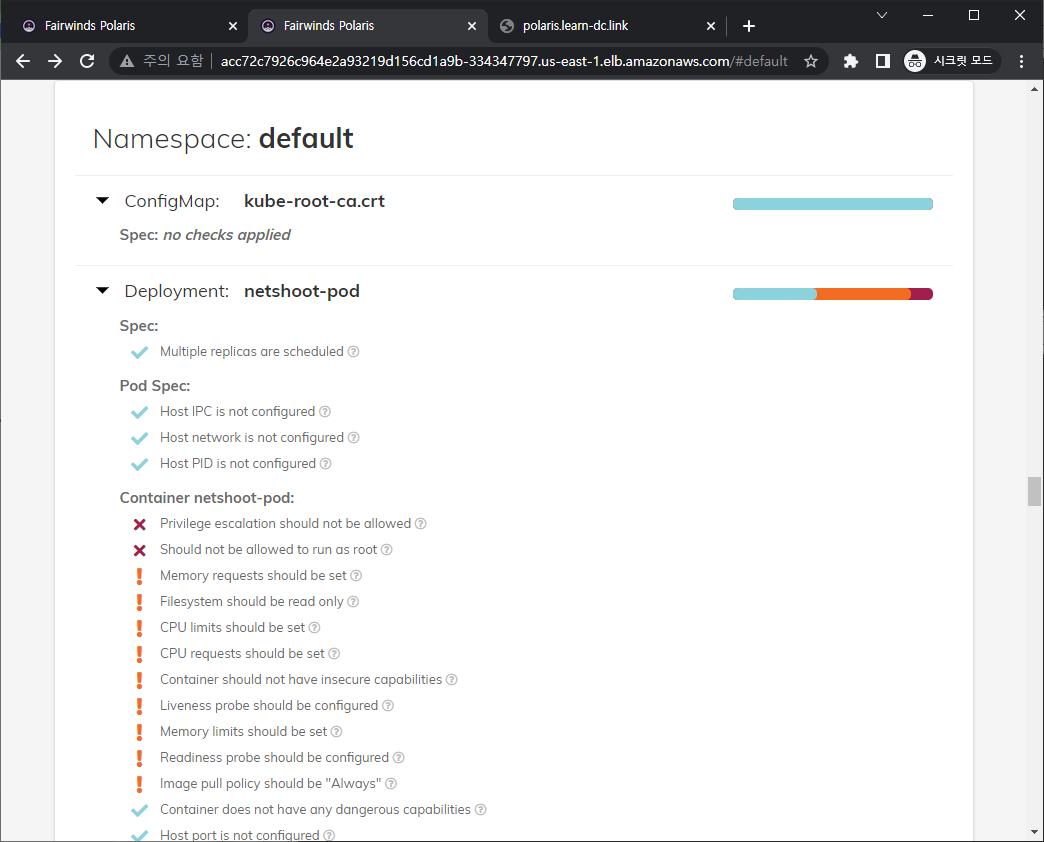 Fairwinds Polaris
Fairwinds Polaris
polaris.learn-dc.link
주의 요함
acc72c7926c964e2a93219d156cd1a9b-334347797.us-east-1.elb.amazonaws.com/#default
시크릿 모드
Namespace: default
ConfigMap: kube-root-ca.crt
Spec: no checks applied
Deployment: netshoot-pod
Spec:
Multiple replicas are scheduled
Pod Spec:
Host IPC is not configured
Host network is not configured
Host PID is not configured
Container netshoot-pod:
Privilege escalation should not be allowed
Should not be allowed to run as root
Memory requests should be set
Filesystem should be read only
CPU limits should be set
CPU requests should be set
Container should not have insecure capabilities
Liveness probe should be configured
Memory limits should be set
Readiness probe should be configured
Image pull policy should be "Always"
Container does not have any dangerous capabilities
Host port is not configured